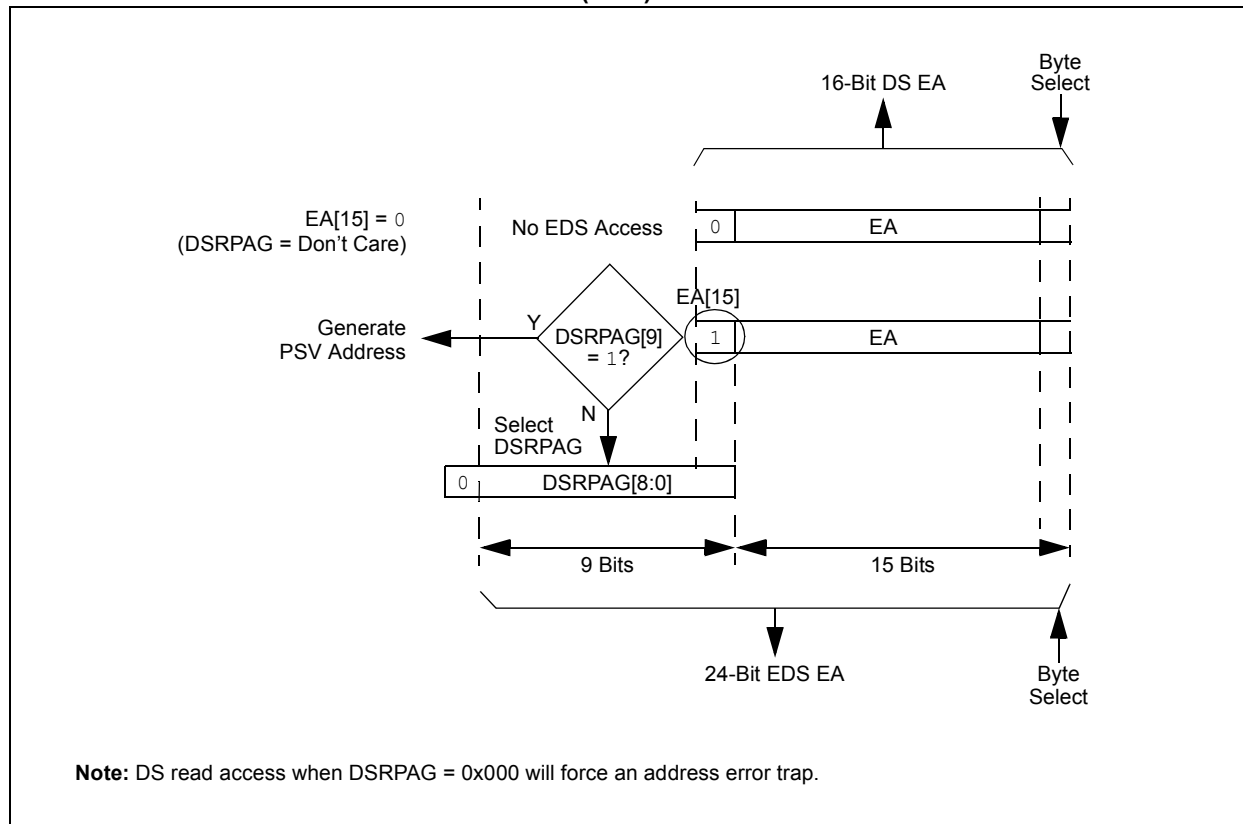 16-Bit DS EA
Byte
Select
EA[15] = 0
(DSRPAG = Don't Care)
No EDS Access
0
EA
EA[15]
Generate
PSV Address
Y
DSRPAG[9]
= 1?
1
EA
N
Select
DSRPAG
0
DSRPAG[8:0]
9 Bits
15 Bits
24-Bit EDS EA
Byte
Select
Note: DS read access when DSRPAG = 0x000 will force an address error trap.